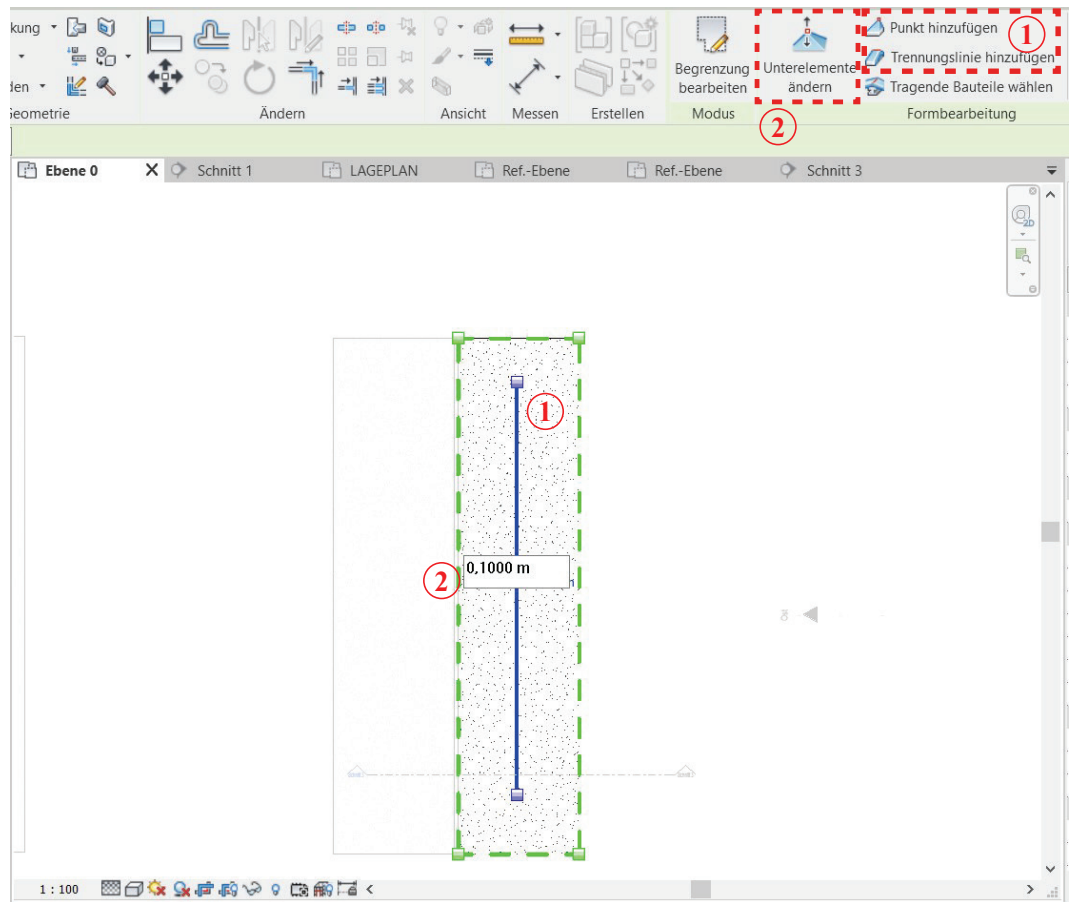 kung
Punkt hinzufügen
1
Trennungslinie hinzufügen
Begrenzung bearbeiten
Unterelemente ändern
den
Tragende Bauteile wählen
Geometrie Ändern Ansicht Messen Erstellen Modus Formbearbeitung
2
Ebene 0 X Schnitt 1 LAGEPLAN Ref.-Ebene Ref.-Ebene Schnitt 3
2D
1
2
0,1000 m
1 : 100